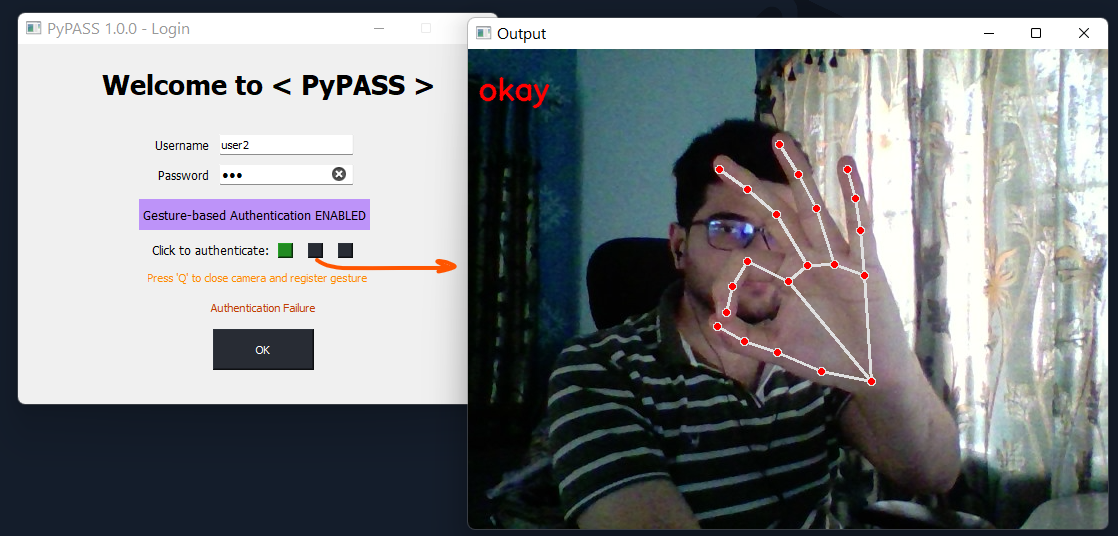 PyPASS 1.0.0 - Login
Welcome to < PyPASS >
Username user2
Password •••
Gesture-based Authentication ENABLED
Click to authenticate:
Press 'Q' to close camera and register gesture
Authentication Failure
OK
Output
okay